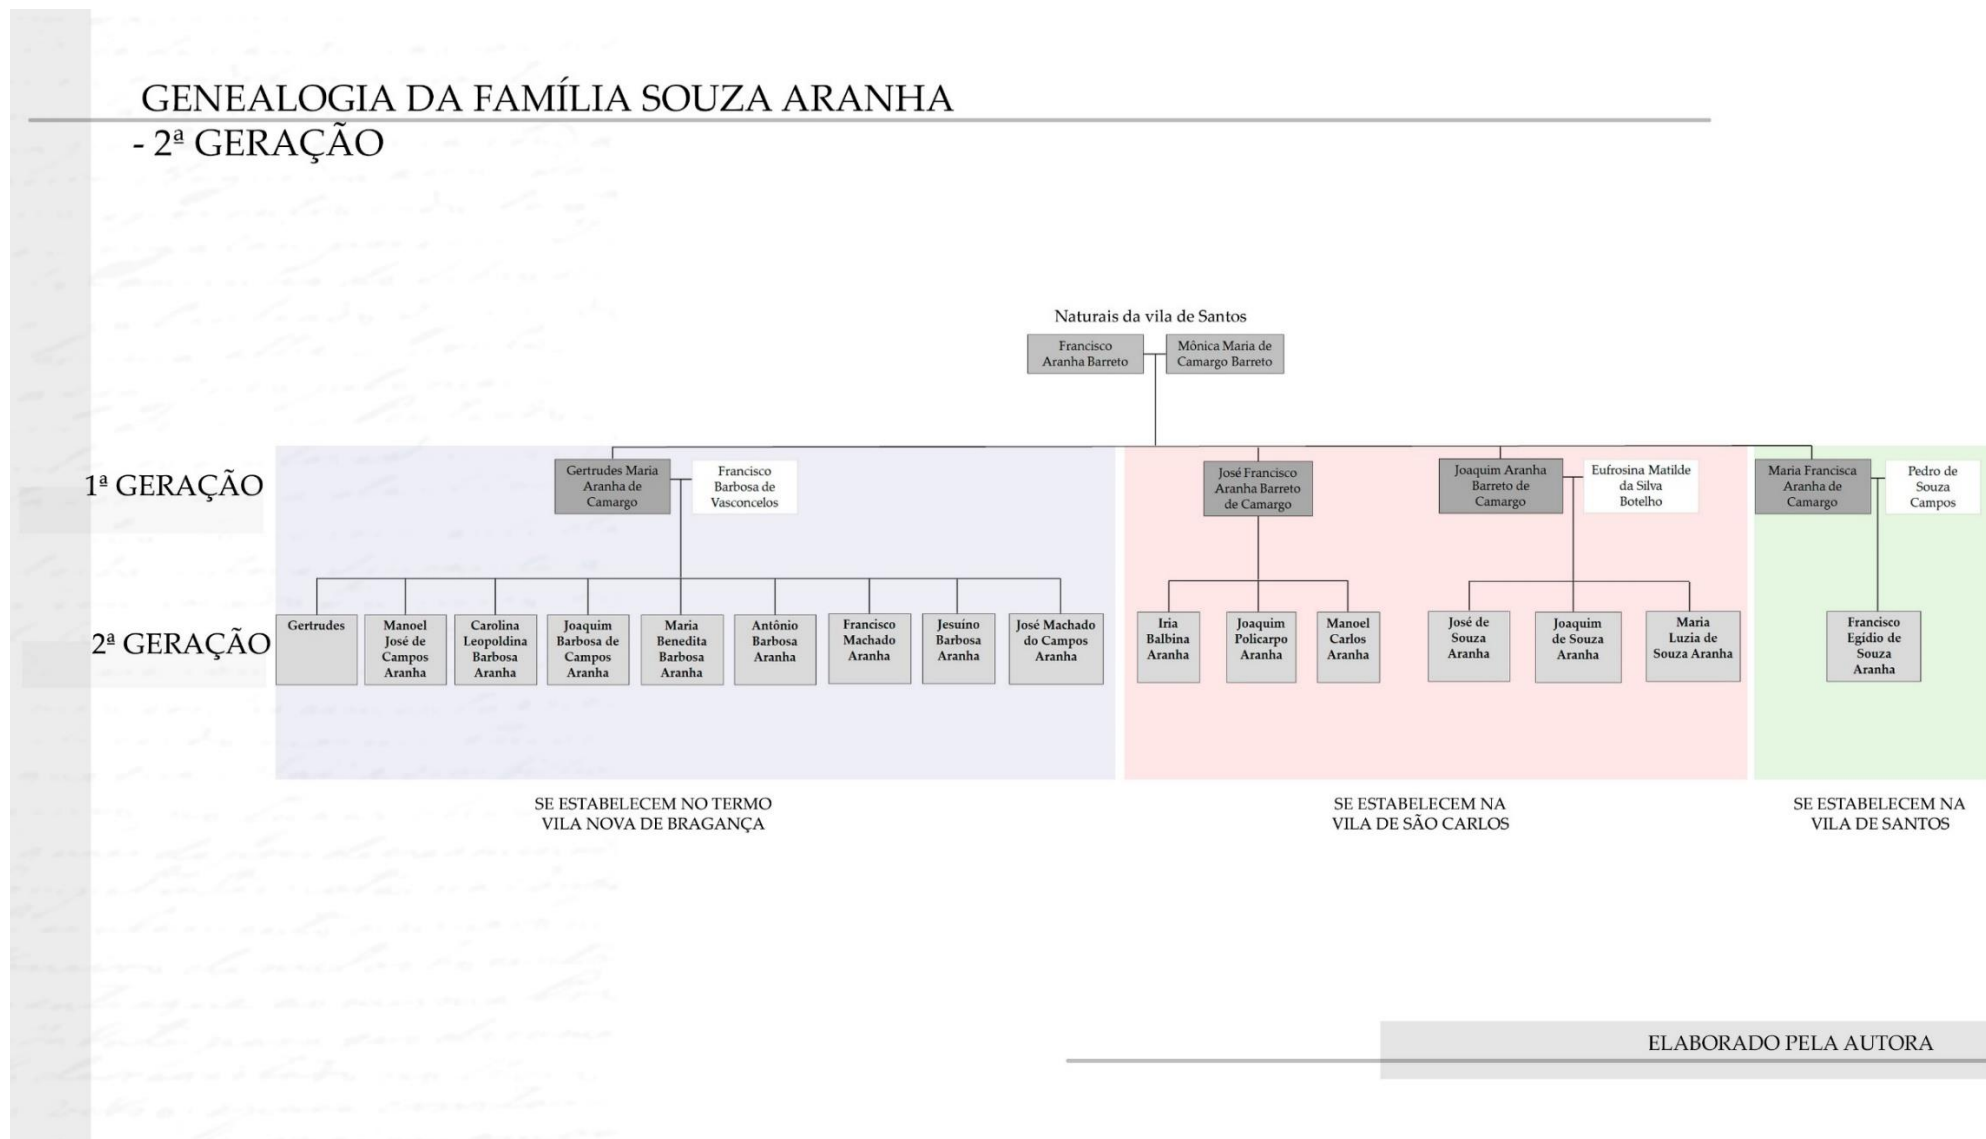 GENEALOGIA DA FAMÍLIA SOUZA ARANHA
- 2ª GERAÇÃO
Naturais da vila de Santos
Francisco
Aranha Barreto
Mônica Maria de
Camargo Barreto
1ª GERAÇÃO
Gertrudes Maria
Aranha de
Camargo
Francisco
Barbosa de
Vasconcelos
José Francisco
Aranha Barreto
de Camargo
Joaquim Aranha
Barreto de
Camargo
Eufrosina Matilde
da Silva
Botelho
Maria Francisca
Aranha de
Camargo
Pedro de
Souza
Campos
2ª GERAÇÃO
Gertrudes
Manoel
José de
Campos
Aranha
Carolina
Leopoldina
Barbosa
Aranha
Joaquim
Barbosa de
Campos
Aranha
Maria
Benedita
Barbosa
Aranha
Antônio
Barbosa
Aranha
Francisco
Machado
Aranha
Jesuíno
Barbosa
Aranha
José Machado
do Campos
Aranha
Iria
Balbina
Aranha
Joaquim
Policarpo
Aranha
Manoel
Carlos
Aranha
José de
Souza
Aranha
Joaquim
de Souza
Aranha
Maria
Luzia de
Souza Aranha
Francisco
Egídio de
Souza
Aranha
SE ESTABELECEM NO TERMO
VILA NOVA DE BRAGANÇA
SE ESTABELECEM NA
VILA DE SÃO CARLOS
SE ESTABELECEM NA
VILA DE SANTOS
ELABORADO PELA AUTORA